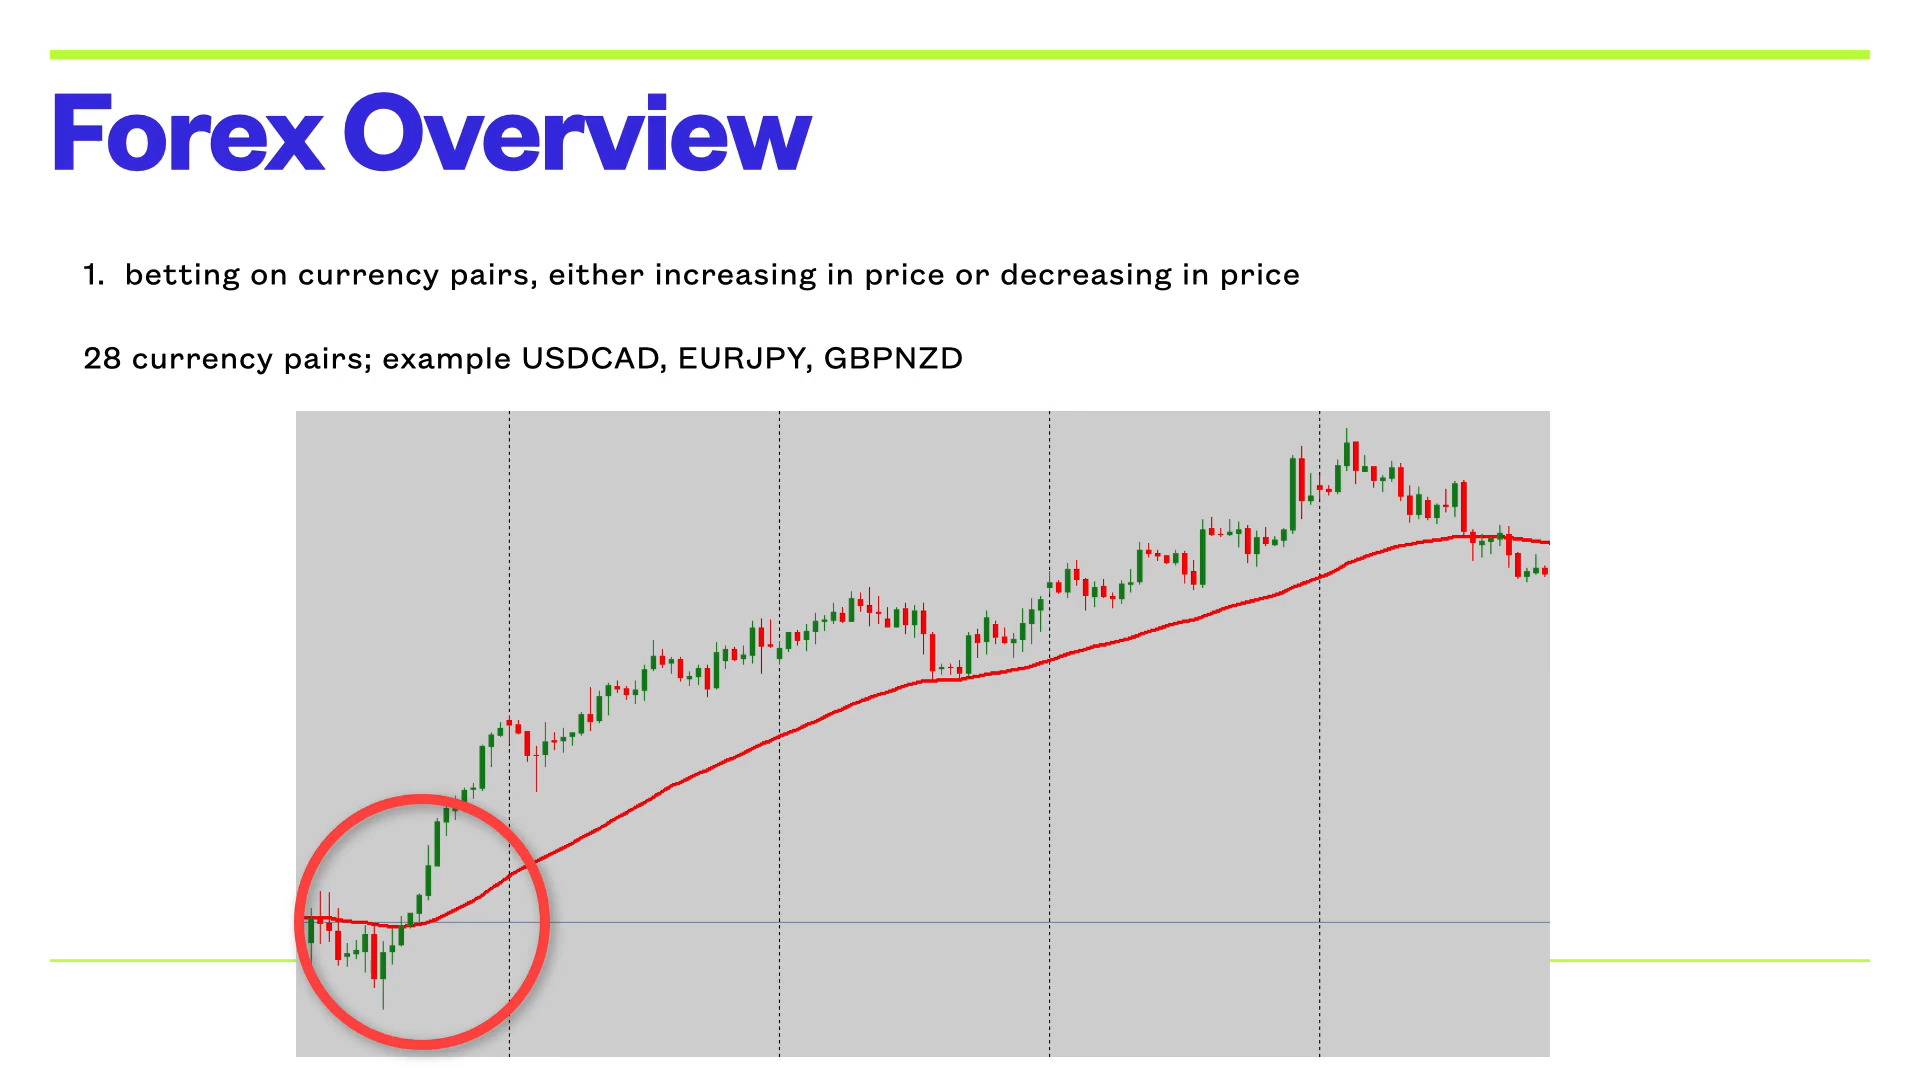 Forex Overview
1. betting on currency pairs, either increasing in price or decreasing in price
28 currency pairs; example USDCAD, EURJPY, GBPNZD